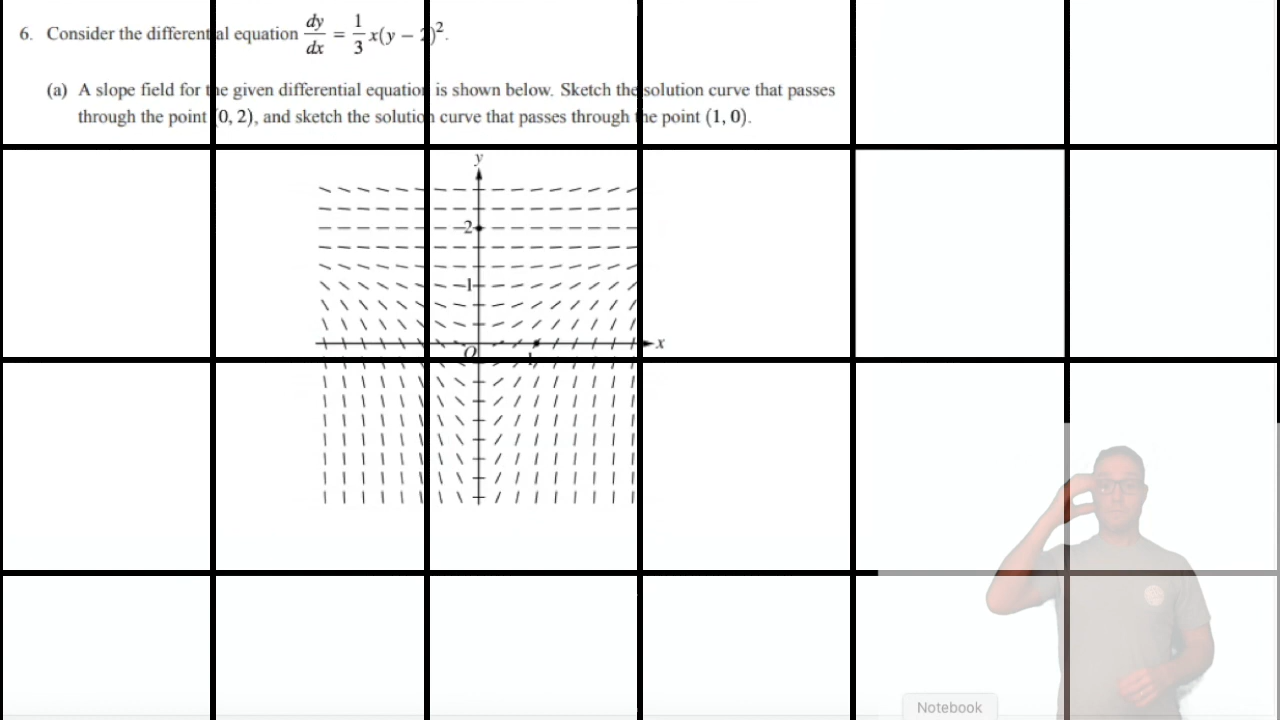 6. Consider the differential equation dy/dx = 1/3 x(y − 2)².
(a) A slope field for the given differential equation is shown below. Sketch the solution curve that passes
through the point (0, 2), and sketch the solution curve that passes through the point (1, 0).
y
2
1
O
x
Notebook